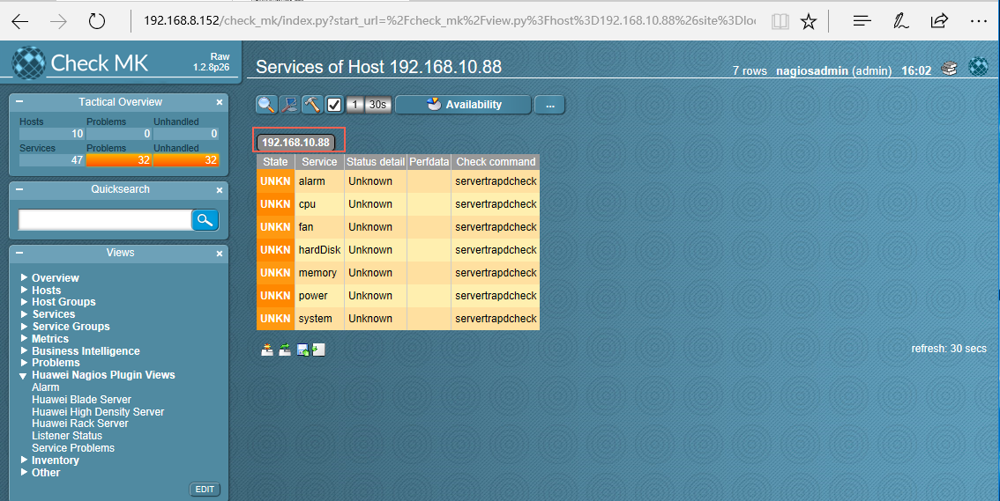 192.168.8.152/check_mk/index.py?start_url=%2Fcheck_mk%2Fview.py%3Fhost%3D192.168.10.88%26site%3Dloc
Check MK
Raw
1.2.8p26
Services of Host 192.168.10.88
7 rows nagiosadmin (admin) 16:02
Tactical Overview
Hosts Problems Unhandled
10 0 0
Services Problems Unhandled
47 32 32
Quicksearch
Views
Overview
Hosts
Host Groups
Services
Service Groups
Metrics
Business Intelligence
Problems
Huawei Nagios Plugin Views
Alarm
Huawei Blade Server
Huawei High Density Server
Huawei Rack Server
Listener Status
Service Problems
Inventory
Other
EDIT
1 30s Availability ...
192.168.10.88
State Service Status detail Perfdata Check command
UNKN alarm Unknown servertrapdcheck
UNKN cpu Unknown servertrapdcheck
UNKN fan Unknown servertrapdcheck
UNKN hardDisk Unknown servertrapdcheck
UNKN memory Unknown servertrapdcheck
UNKN power Unknown servertrapdcheck
UNKN system Unknown servertrapdcheck
refresh: 30 secs